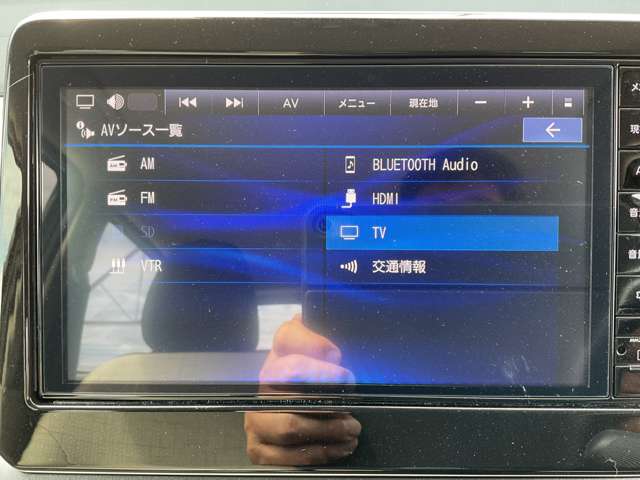 AV メニュー 現在地 － ＋
AVソース一覧
AM BLUETOOTH Audio
FM HDMI
SD TV
VTR 交通情報